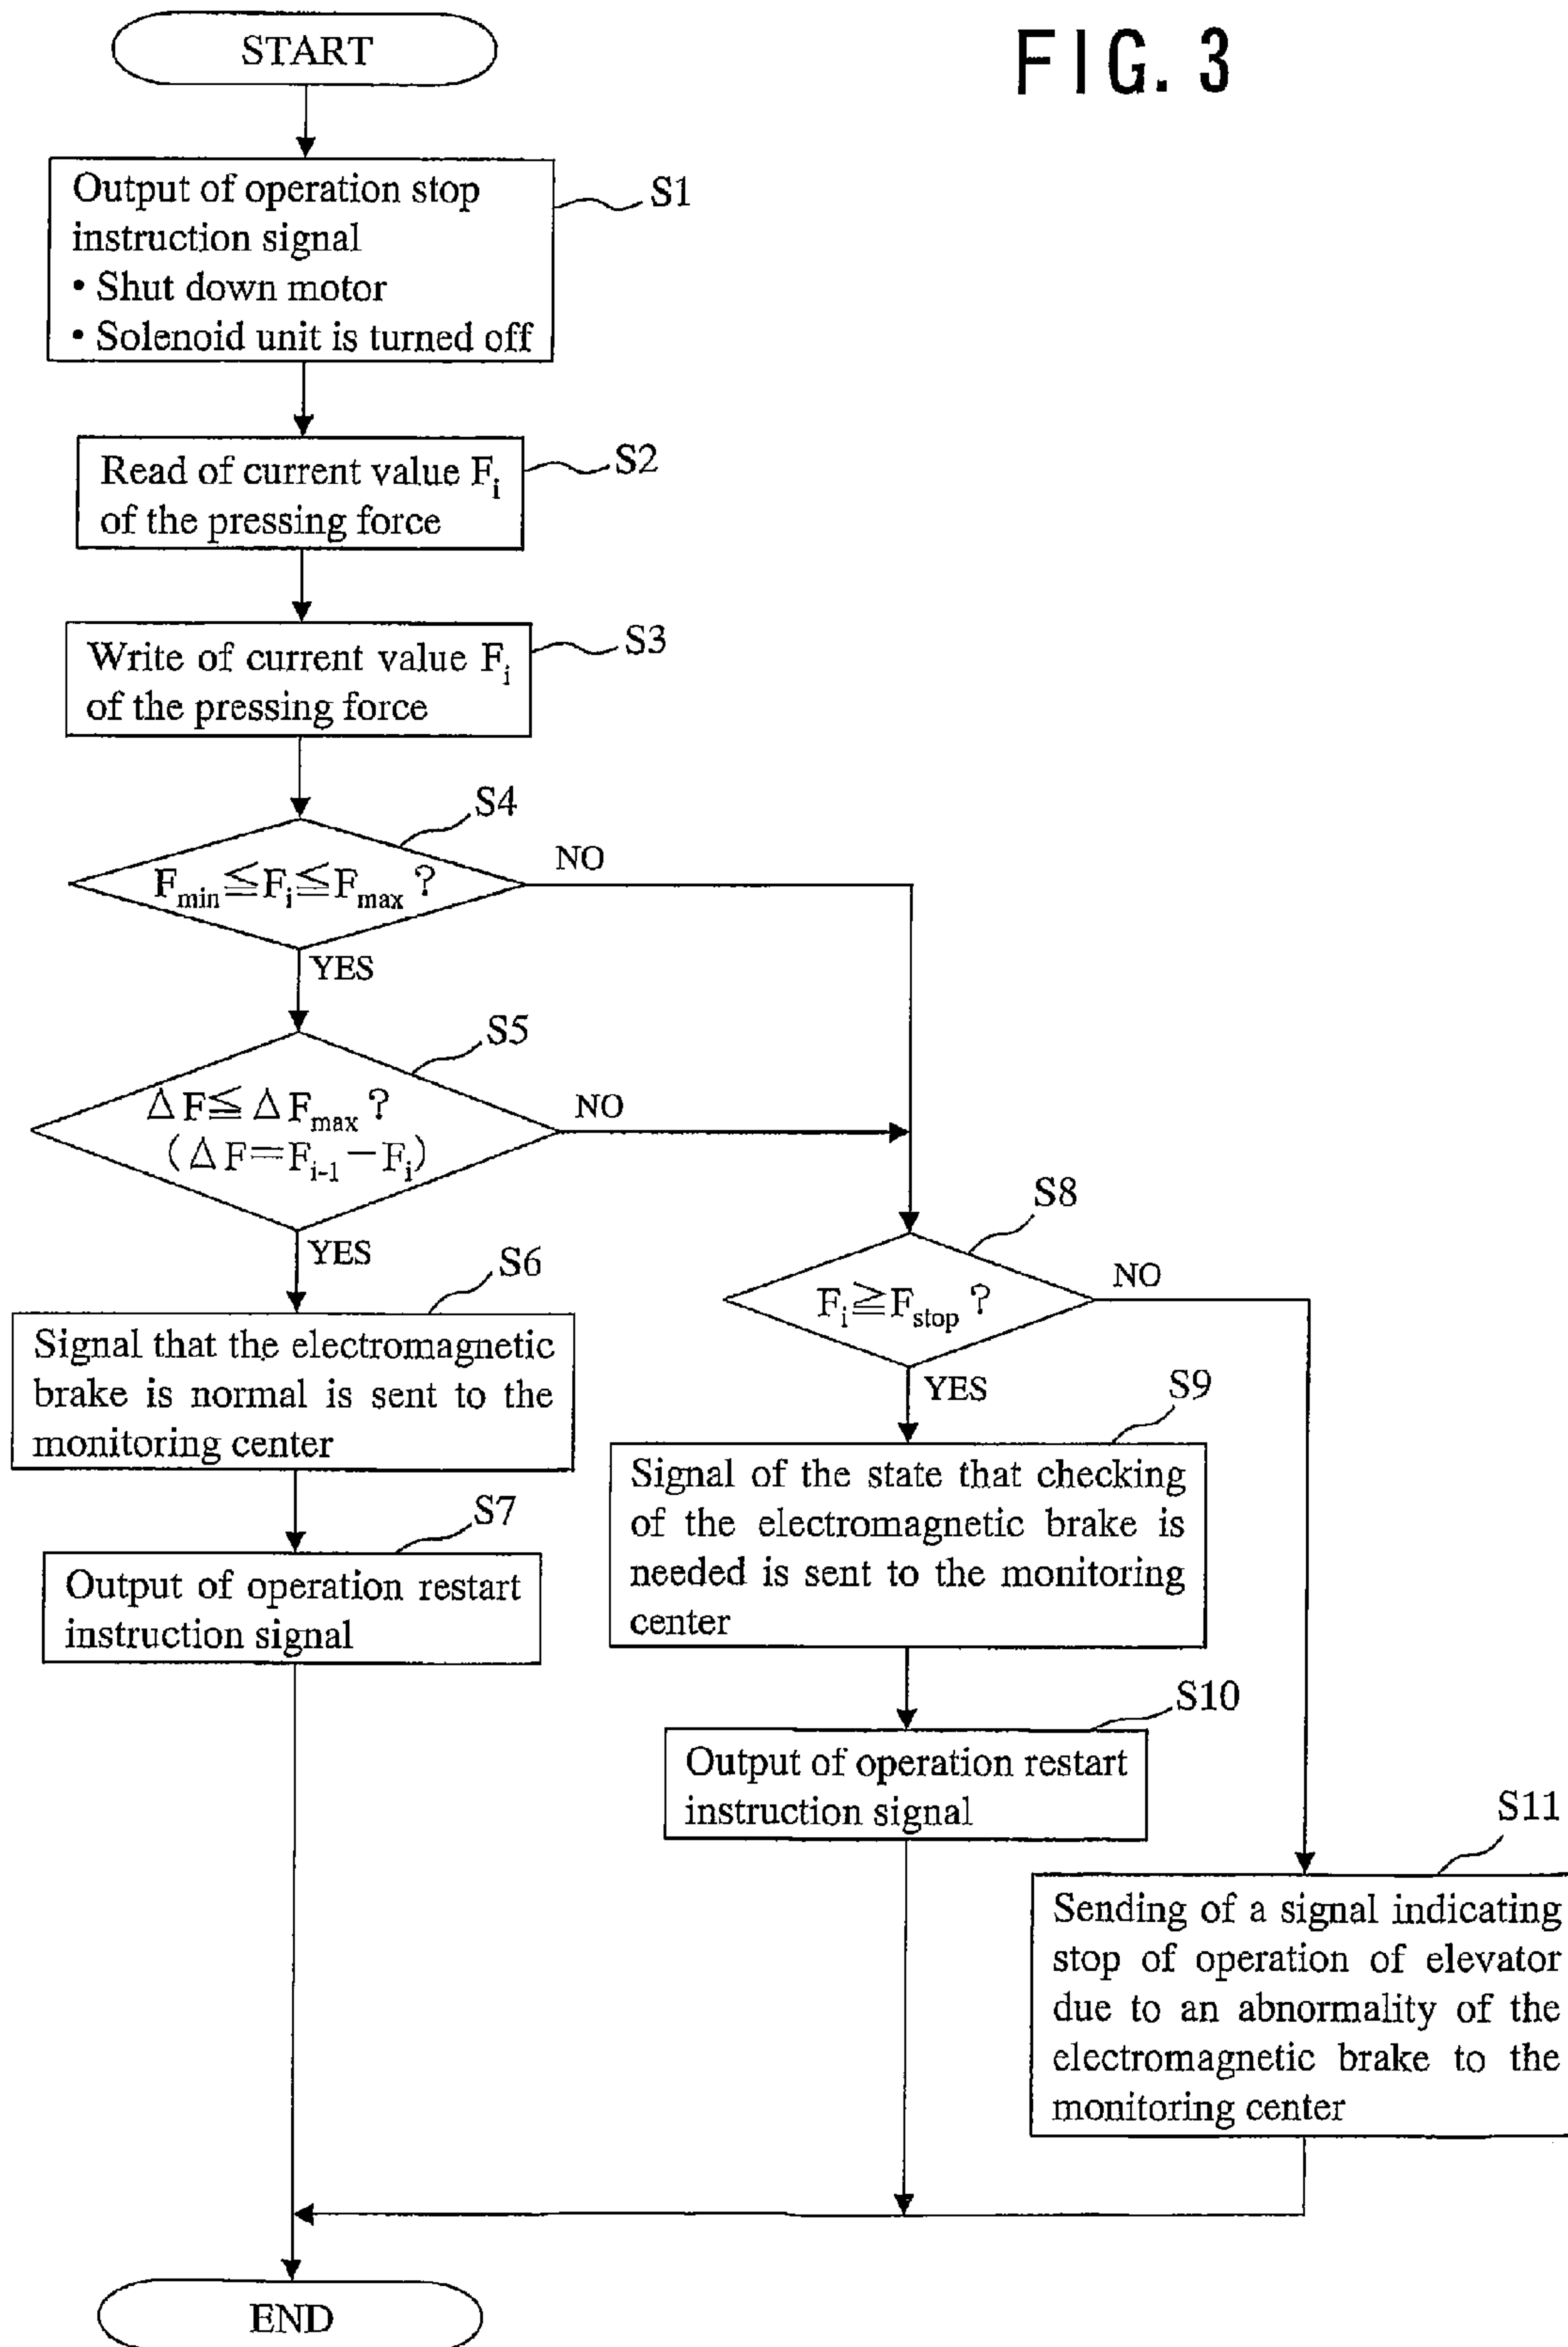 FIG. 3
START
S1
Output of operation stop
instruction signal
• Shut down motor
• Solenoid unit is turned off
S2
Read of current value Fi
of the pressing force
S3
Write of current value Fi
of the pressing force
S4
Fmin≦Fi≦Fmax ?
NO
YES
S5
ΔF≦ΔFmax ?
(ΔF=Fi-1−Fi)
NO
YES
S6
Signal that the electromagnetic
brake is normal is sent to the
monitoring center
S7
Output of operation restart
instruction signal
S8
Fi≧Fstop ?
NO
YES
S9
Signal of the state that checking
of the electromagnetic brake is
needed is sent to the monitoring
center
S10
Output of operation restart
instruction signal
S11
Sending of a signal indicating
stop of operation of elevator
due to an abnormality of the
electromagnetic brake to the
monitoring center
END